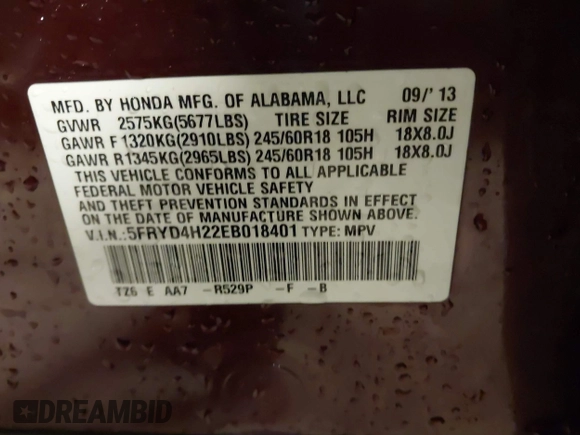 MFD. BY HONDA MFG. OF ALABAMA, LLC 09/' 13
GVWR 2575KG(5677LBS) TIRE SIZE RIM SIZE
GAWR F 1320KG(2910LBS) 245/60R18 105H 18X8.0J
GAWR R 1345KG(2965LBS) 245/60R18 105H 18X8.0J
THIS VEHICLE CONFORMS TO ALL APPLICABLE
FEDERAL MOTOR VEHICLE SAFETY
AND THEFT PREVENTION STANDARDS IN EFFECT
ON THE DATE OF MANUFACTURE SHOWN ABOVE.
V.I.N.:5FRYD4H22EB018401 TYPE: MPV
TZ6 E AA7 -R529P -F -B
DREAMBID